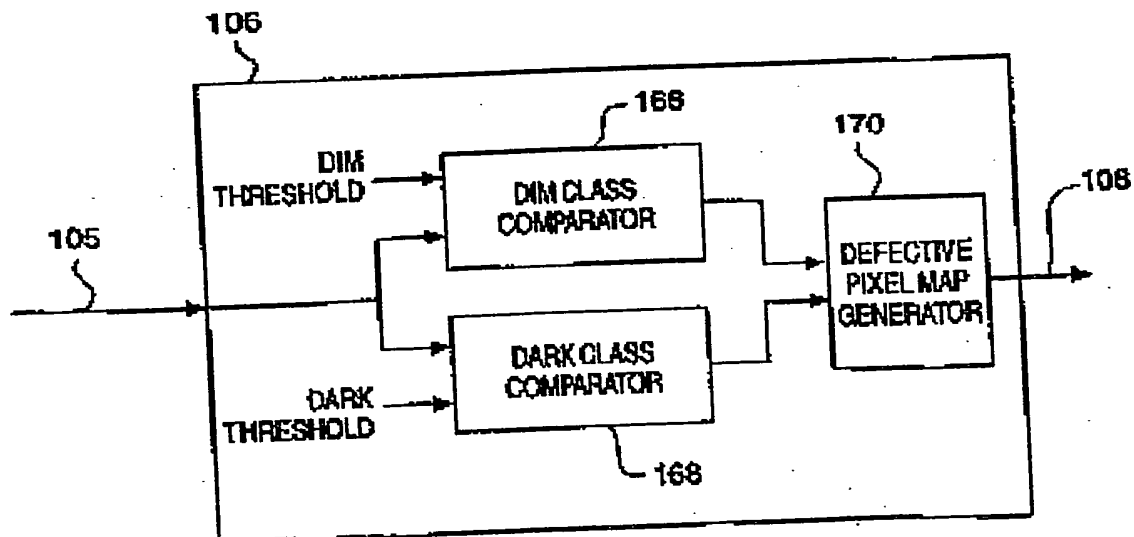 106
166
170
108
DIM
THRESHOLD
DIM CLASS
COMPARATOR
105
DEFECTIVE
PIXEL MAP
GENERATOR
DARK CLASS
COMPARATOR
DARK
THRESHOLD
168